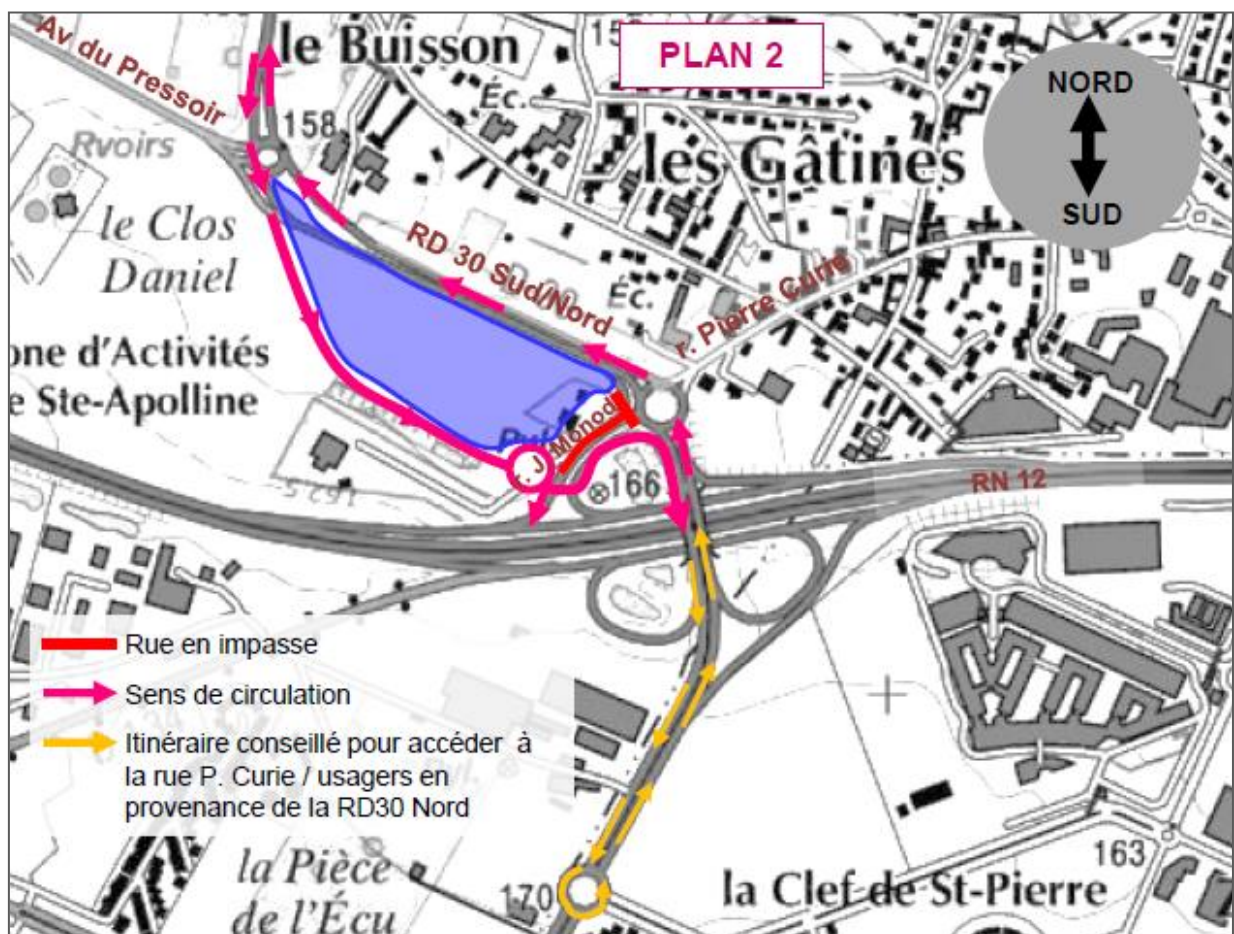 PLAN 2
NORD
SUD
Av du Pressoir
le Buisson
158
Rvoirs
Éc.
les Gâtines
le Clos
Daniel
RD 30 Sud/Nord
Éc.
r. Pierre Curie
one d'Activités
e Ste-Apolline
J. Monod
166
RN 12
Rue en impasse
Sens de circulation
Itinéraire conseillé pour accéder à
la rue P. Curie / usagers en
provenance de la RD30 Nord
la Pièce
de l'Écu
170
la Clef de St-Pierre
163